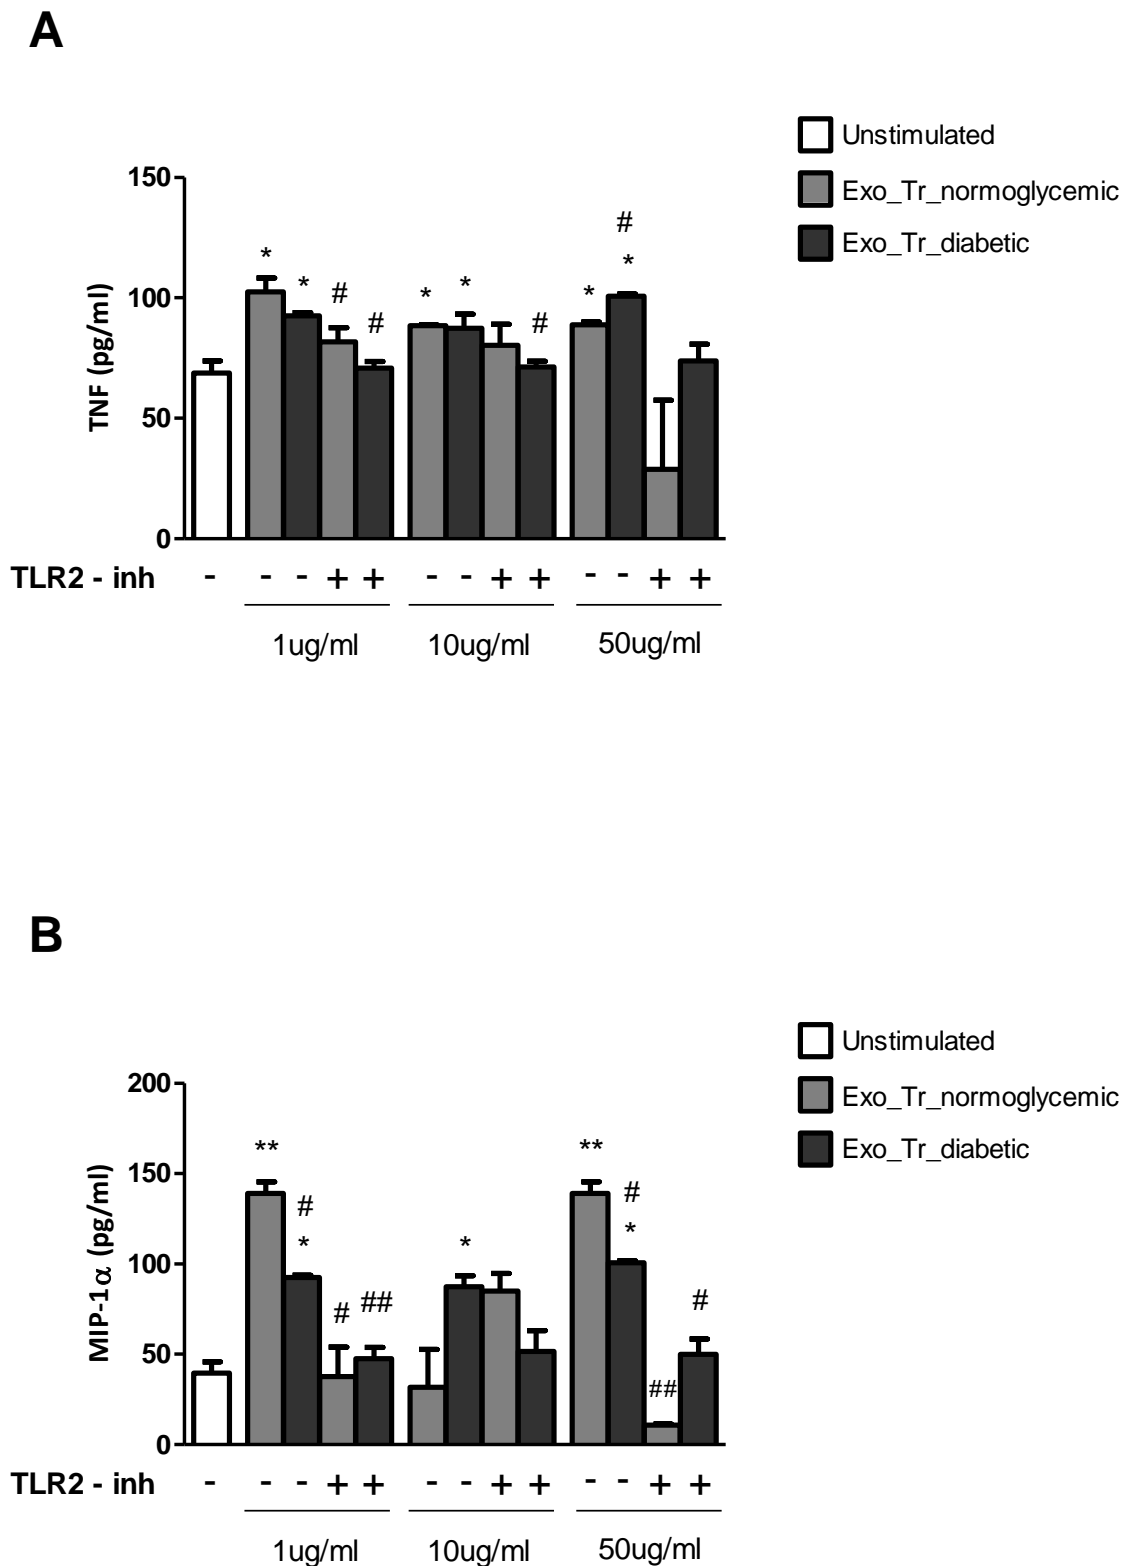 A
Unstimulated
Exo_Tr_normoglycemic
Exo_Tr_diabetic
TNF (pg/ml)
150
100
50
0
#
* * # * * # * *
# #
TLR2 - inh - - - + + - - + + - - + +
1ug/ml 10ug/ml 50ug/ml
B
Unstimulated
Exo_Tr_normoglycemic
Exo_Tr_diabetic
MIP-1α (pg/ml)
200
150
100
50
0
** **
# #
* * *
# ## #
##
TLR2 - inh - - - + + - - + + - - + +
1ug/ml 10ug/ml 50ug/ml